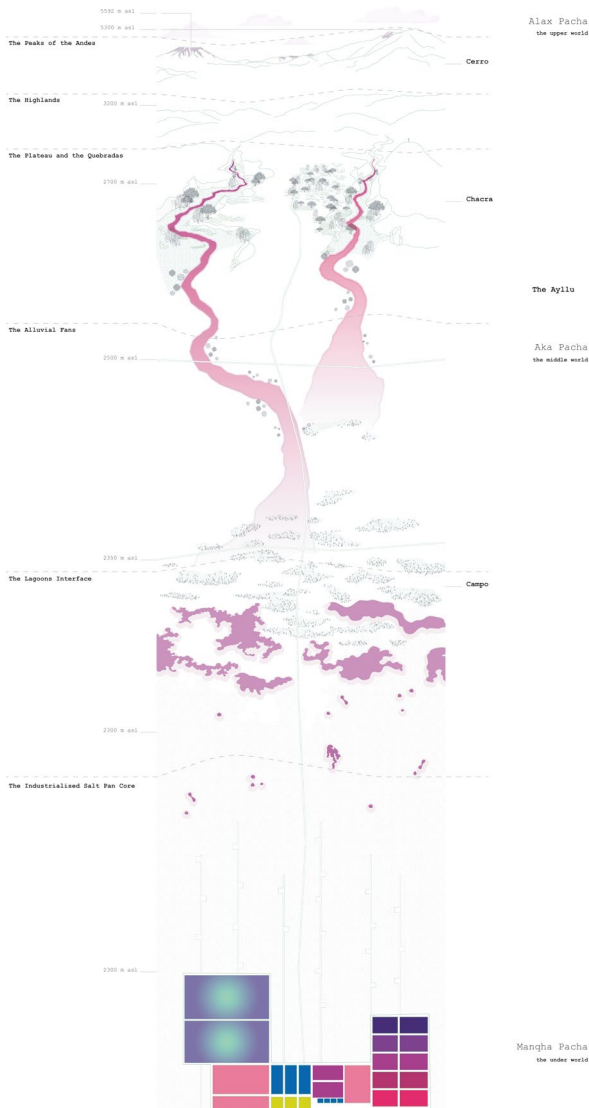 5592 m asl
5300 m asl
Alax Pacha
the upper world
The Peaks of the Andes
Cerro
The Highlands
3200 m asl
The Plateau and the Quebradas
2700 m asl
Chacra
The Ayllu
The Alluvial Fans
Aka Pacha
2500 m asl
the middle world
2350 m asl
The Lagoons Interface
Campo
2300 m asl
The Industrialised Salt Pan Core
2300 m asl
Manqha Pacha
the under world